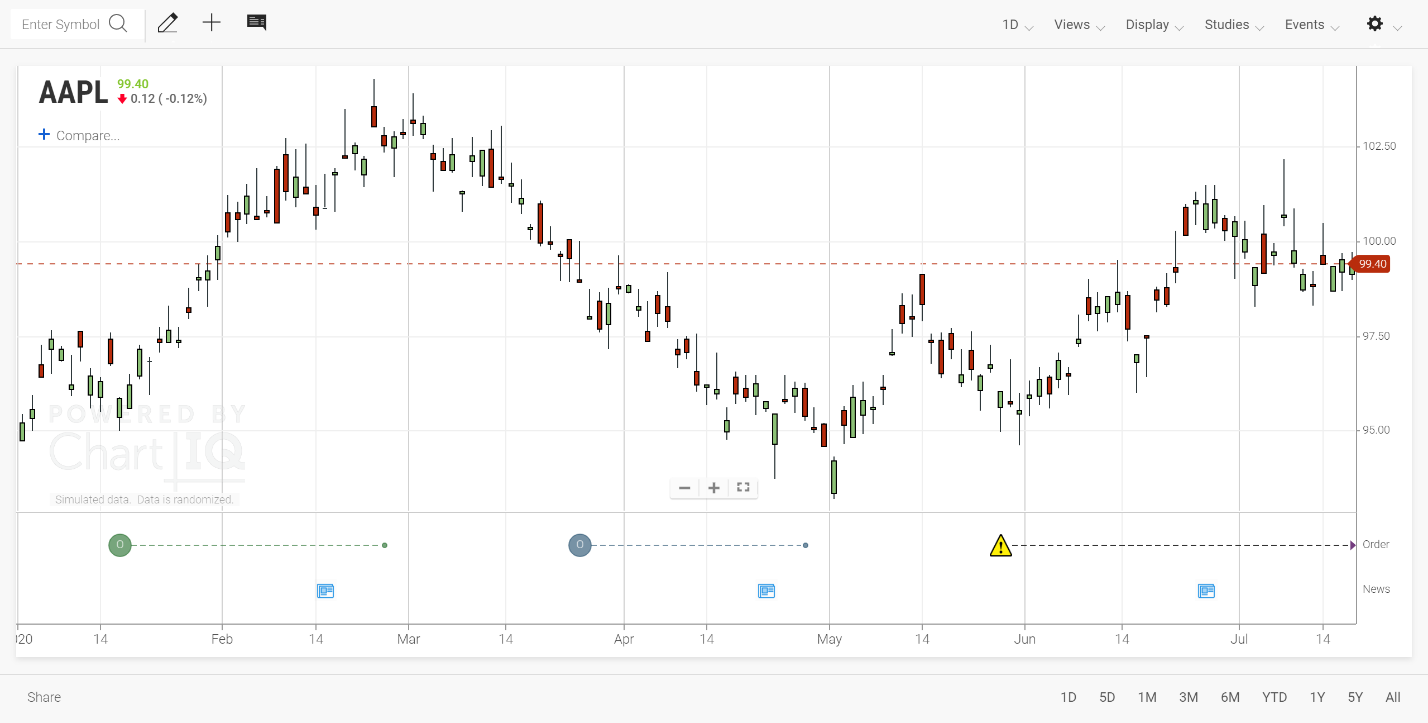 Enter Symbol
1D Views Display Studies Events
AAPL 99.40
0.12 ( -0.12%)
Compare...
102.50
100.00
99.40
97.50
95.00
POWERED BY
Chart IQ
Simulated data. Data is randomized.
O O Order
News
20 14 Feb 14 Mar 14 Apr 14 May 14 Jun 14 Jul 14
Share 1D 5D 1M 3M 6M YTD 1Y 5Y All